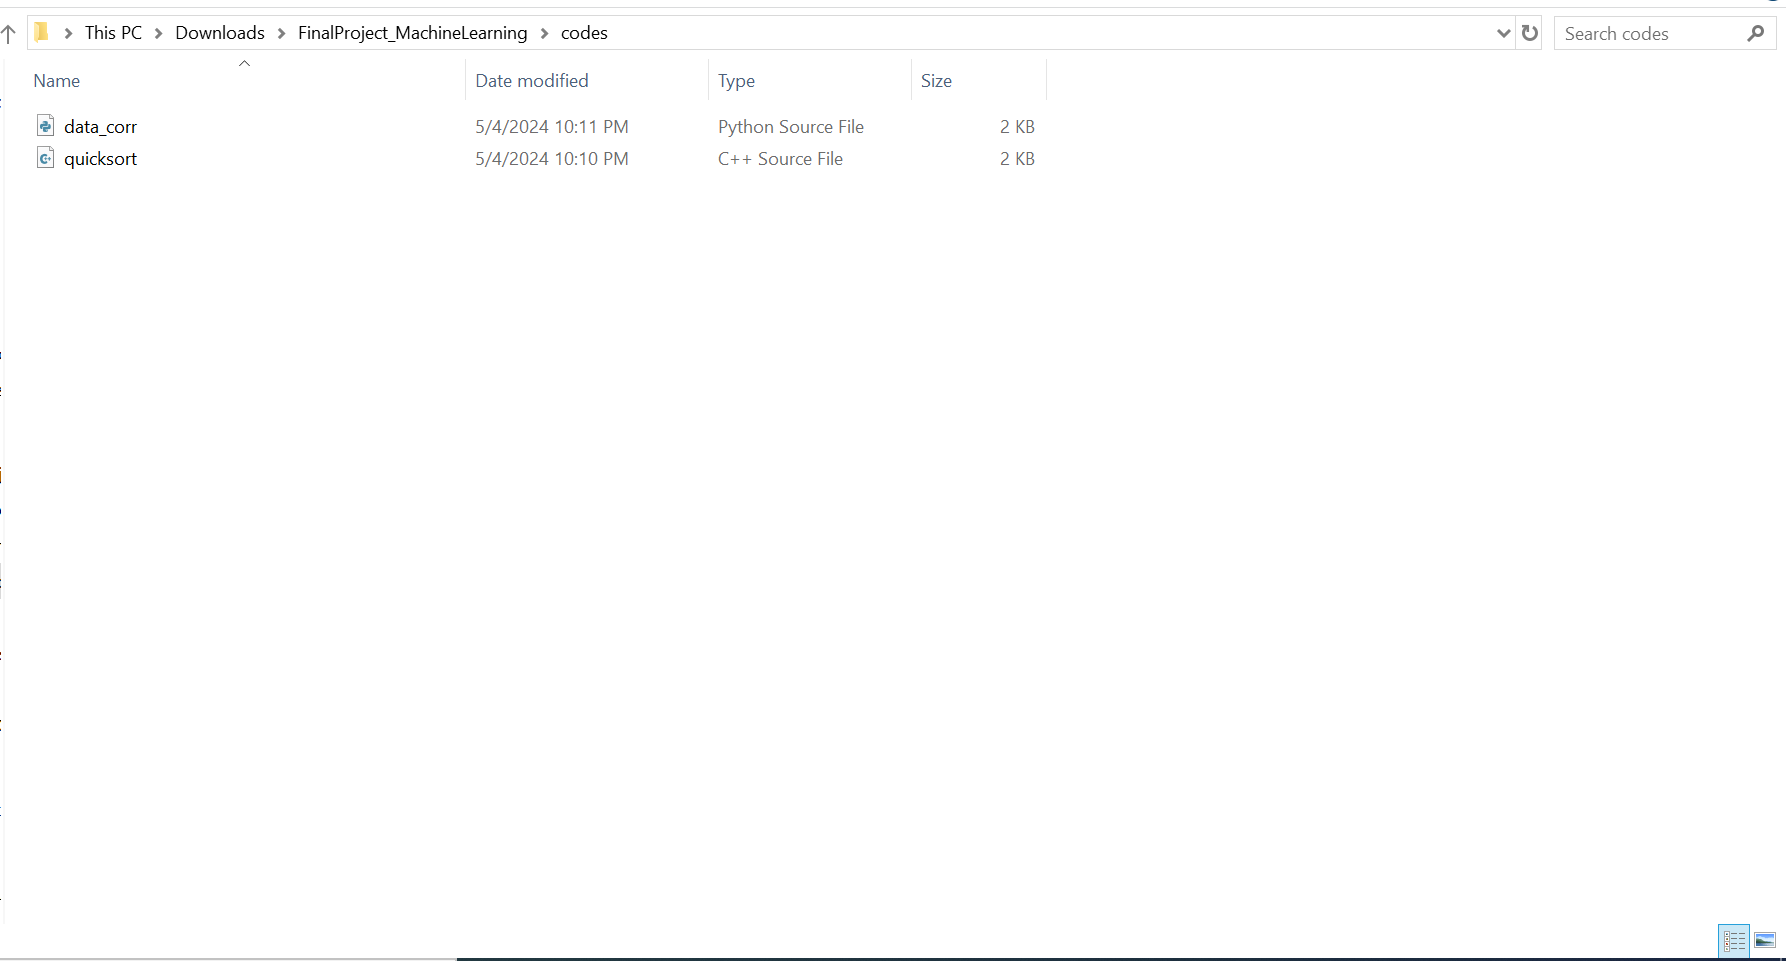 This PC > Downloads > FinalProject_MachineLearning > codes
Search codes
Name Date modified Type Size
data_corr 5/4/2024 10:11 PM Python Source File 2 KB
quicksort 5/4/2024 10:10 PM C++ Source File 2 KB